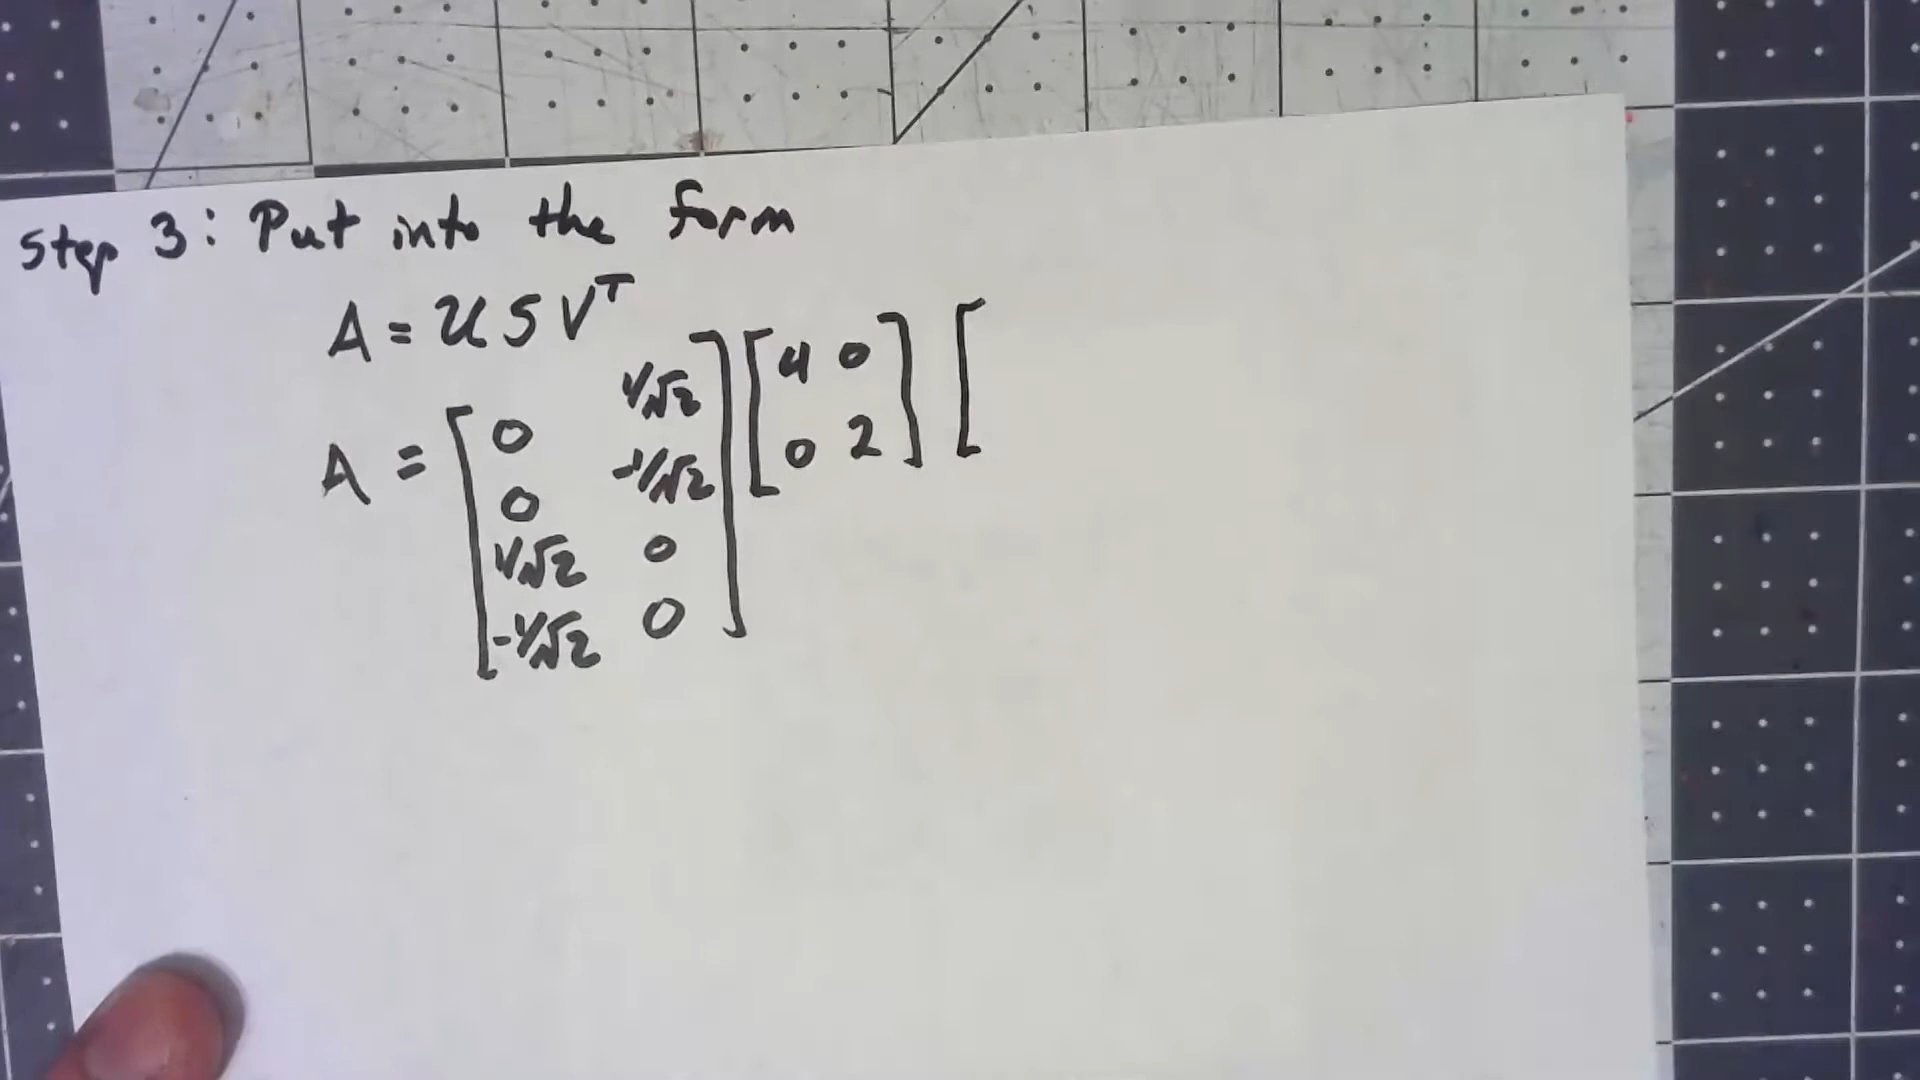 Step 3: Put into the form
A = U S Vᵀ
A = [ 0 1/√2 ] [ 4 0 ] [
0 -1/√2 0 2
1/√2 0
-1/√2 0